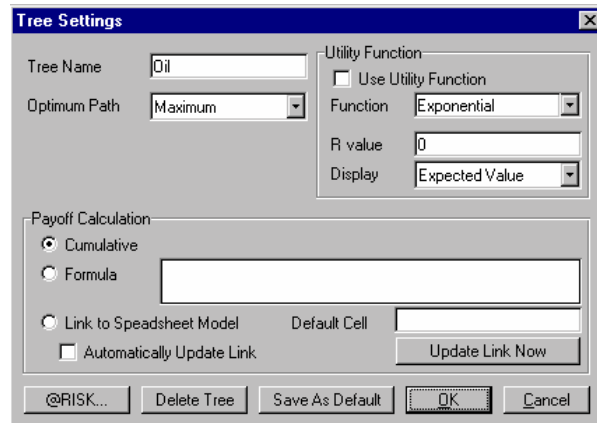 Tree Settings
Tree Name Oil
Optimum Path Maximum
Utility Function
Use Utility Function
Function Exponential
R value 0
Display Expected Value
Payoff Calculation
Cumulative
Formula
Link to Speadsheet Model Default Cell
Automatically Update Link Update Link Now
@RISK... Delete Tree Save As Default OK Cancel